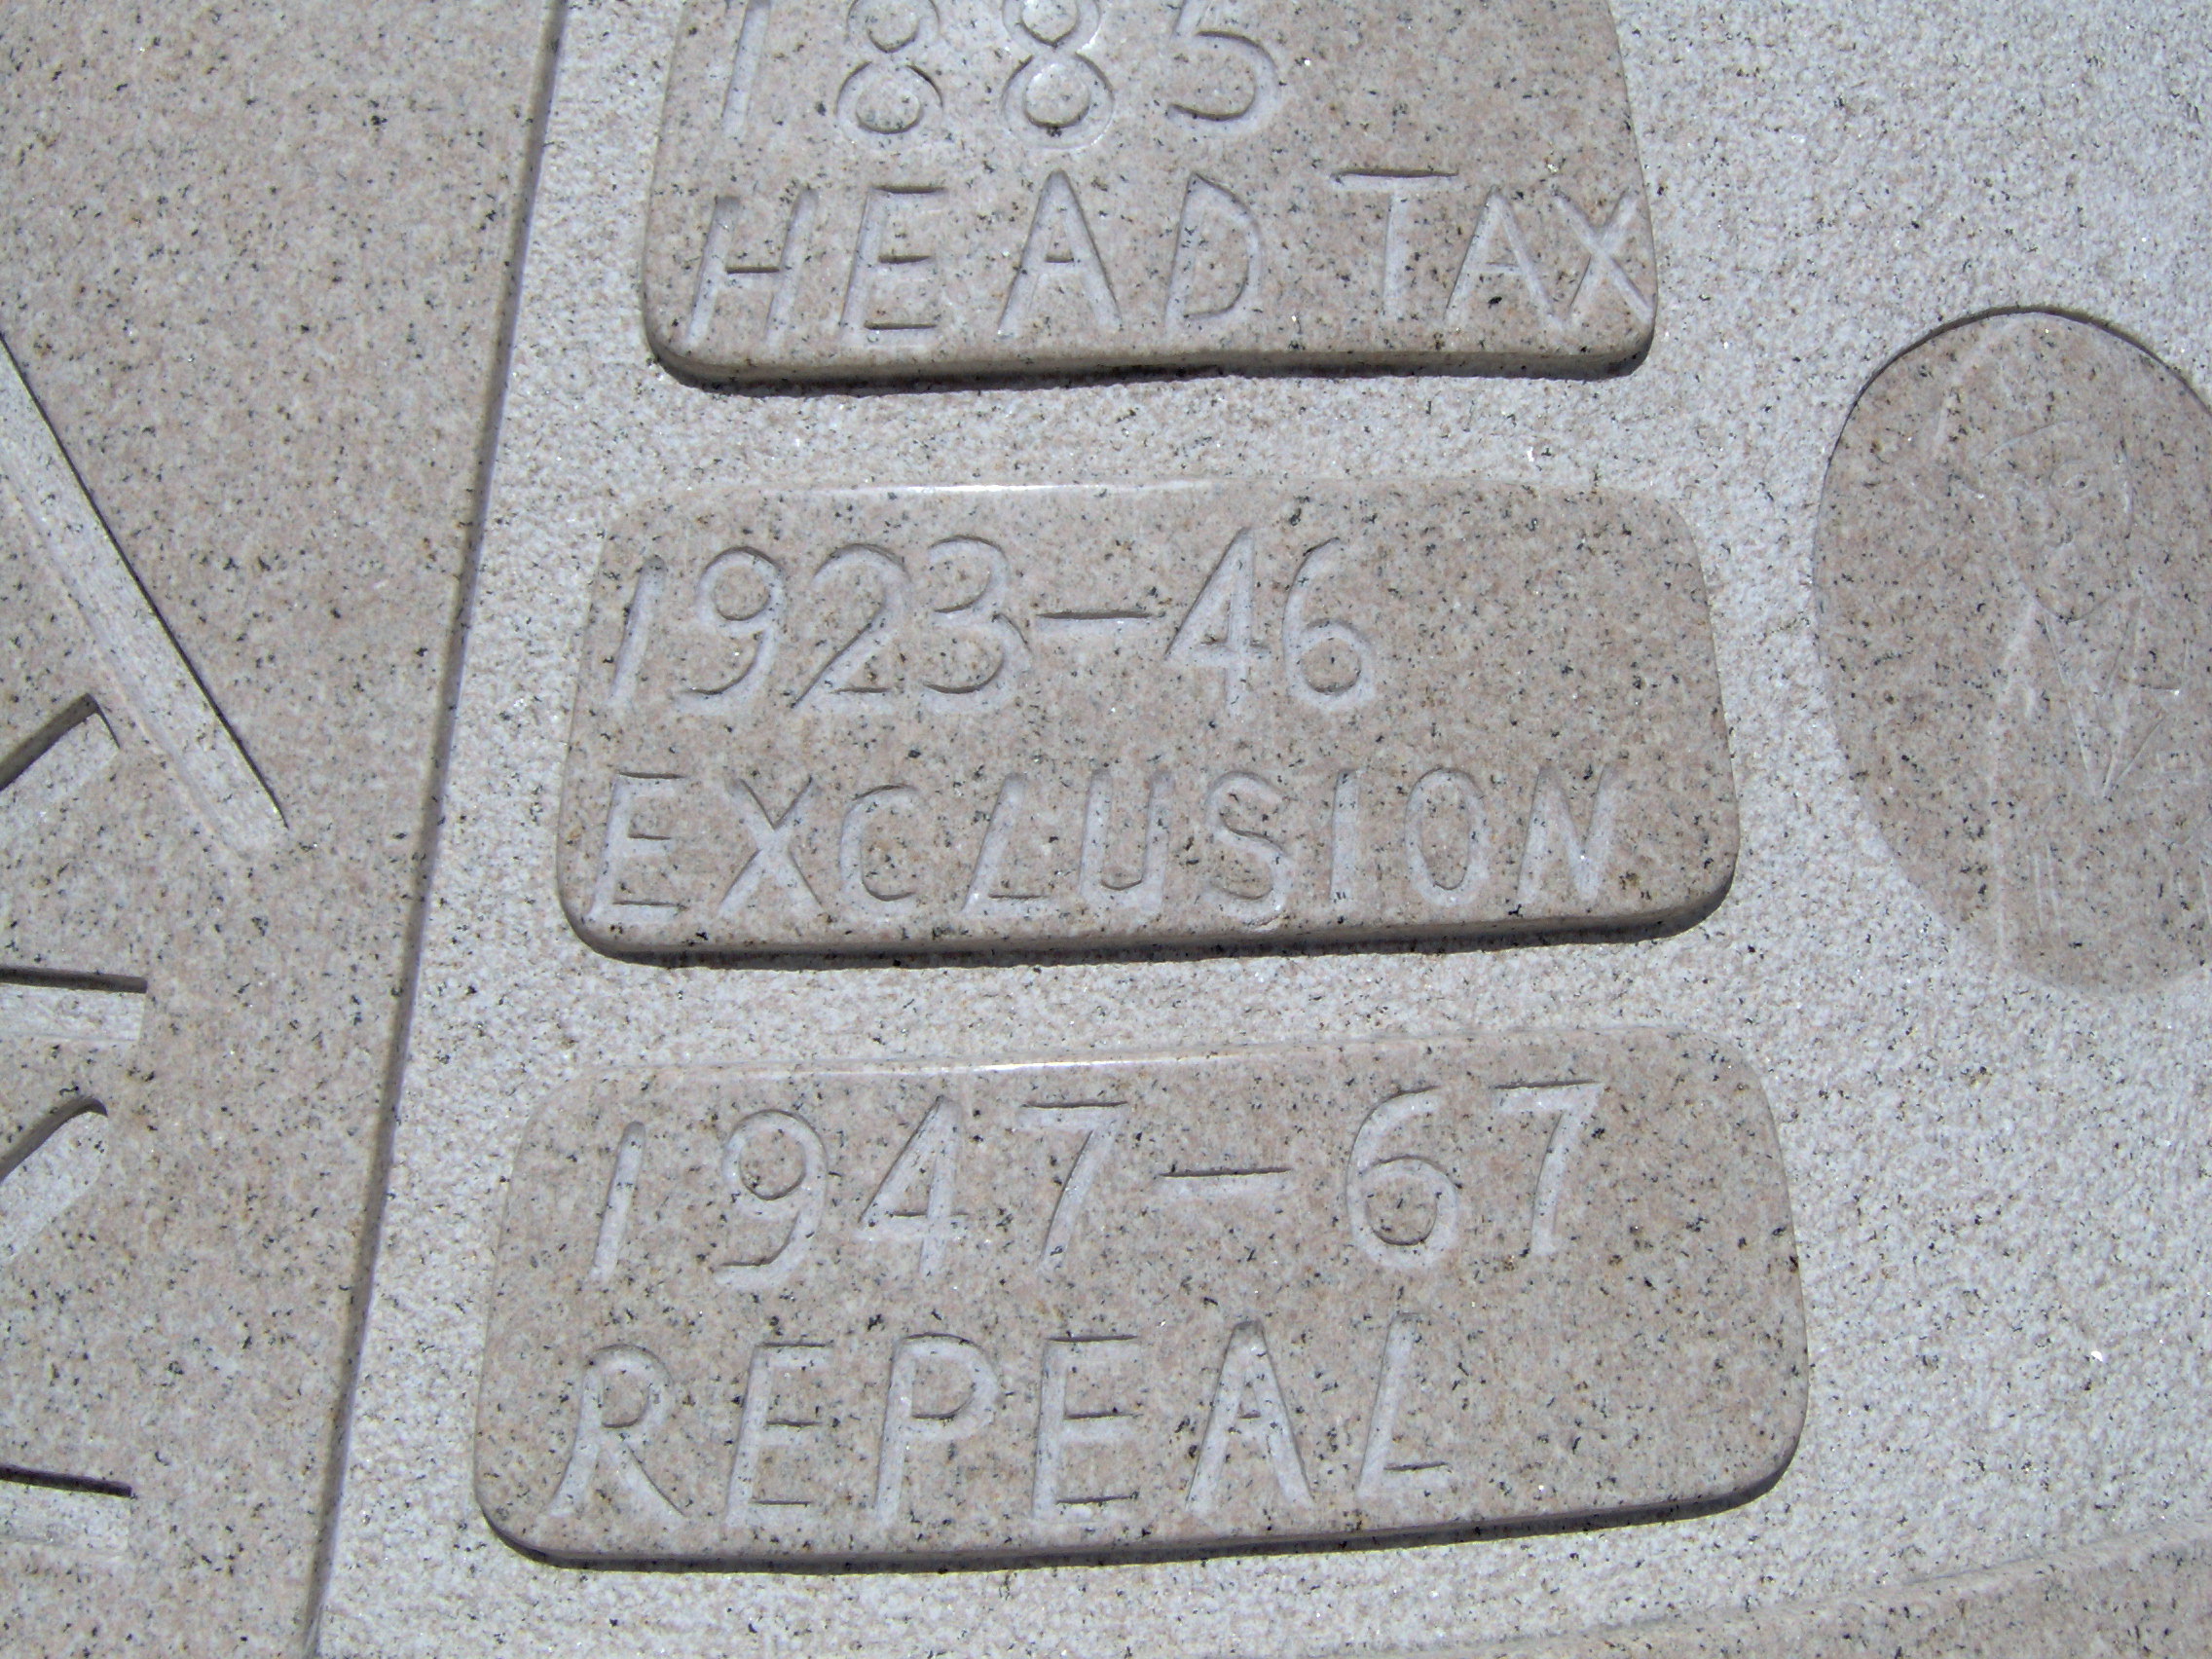 1885
HEAD TAX
1923-46
EXCLUSION
1947-67
REPEAL